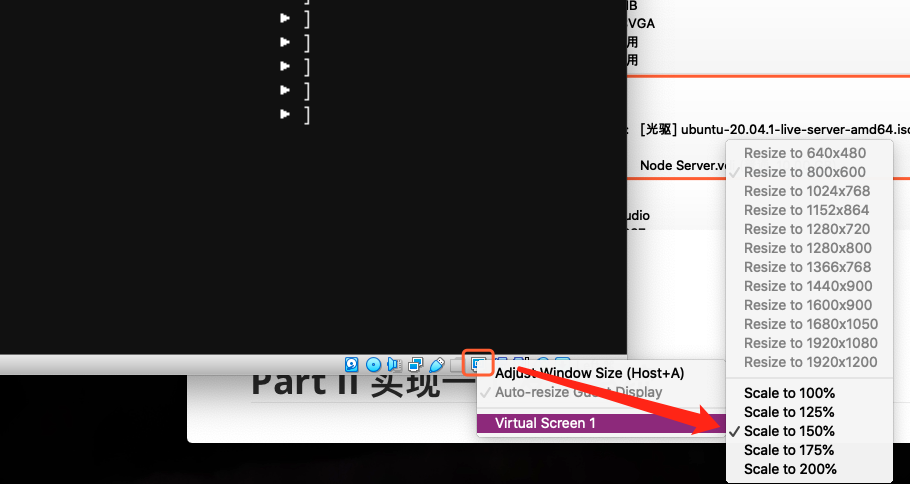 ]
]
]
]
]
MB
VGA
用
用
[光驱] ubuntu-20.04.1-live-server-amd64.iso
Node Server.v
udio
Part II 实现一
Adjust Window Size (Host+A)
Auto-resize Guest Display
Virtual Screen 1
Resize to 640x480
Resize to 800x600
Resize to 1024x768
Resize to 1152x864
Resize to 1280x720
Resize to 1280x800
Resize to 1366x768
Resize to 1440x900
Resize to 1600x900
Resize to 1680x1050
Resize to 1920x1080
Resize to 1920x1200
Scale to 100%
Scale to 125%
Scale to 150%
Scale to 175%
Scale to 200%